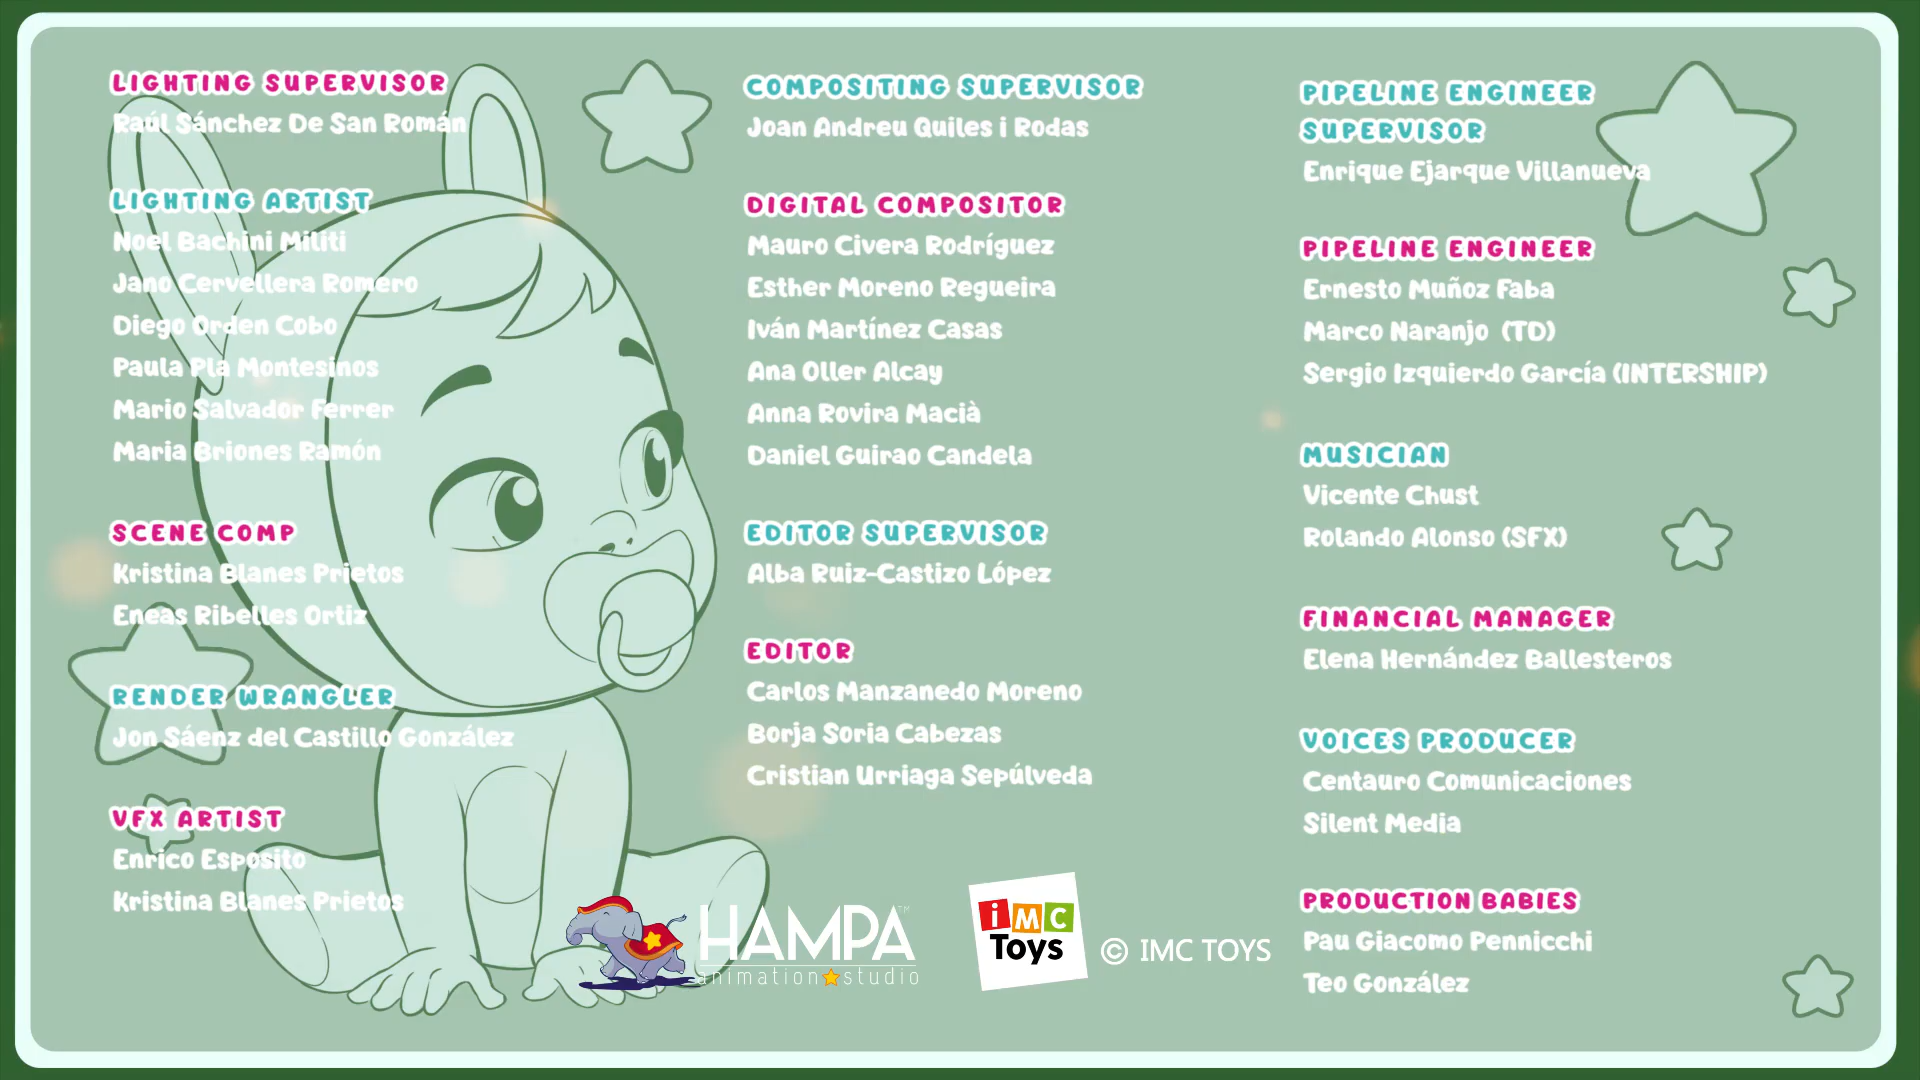 LIGHTING SUPERVISOR
Raúl Sánchez De San Román
LIGHTING ARTIST
Noel Bachini Militi
Jano Cervellera Romero
Diego Orden Cobo
Paula Pla Montesinos
Mario Salvador Ferrer
Maria Briones Ramón
SCENE COMP
Kristina Blanes Prietos
Eneas Ribelles Ortiz
RENDER WRANGLER
Jon Sáenz del Castillo González
VFX ARTIST
Enrico Esposito
Kristina Blanes Prietos
COMPOSITING SUPERVISOR
Joan Andreu Quiles i Rodas
DIGITAL COMPOSITOR
Mauro Civera Rodríguez
Esther Moreno Regueira
Iván Martínez Casas
Ana Oller Alcay
Anna Rovira Macià
Daniel Guirao Candela
EDITOR SUPERVISOR
Alba Ruiz-Castizo López
EDITOR
Carlos Manzanedo Moreno
Borja Soria Cabezas
Cristian Urriaga Sepúlveda
HAMPA™
animation studio
iMC
Toys
© IMC TOYS
PIPELINE ENGINEER
SUPERVISOR
Enrique Ejarque Villanueva
PIPELINE ENGINEER
Ernesto Muñoz Faba
Marco Naranjo (TD)
Sergio Izquierdo García (INTERSHIP)
MUSICIAN
Vicente Chust
Rolando Alonso (SFX)
FINANCIAL MANAGER
Elena Hernández Ballesteros
VOICES PRODUCER
Centauro Comunicaciones
Silent Media
PRODUCTION BABIES
Pau Giacomo Pennicchi
Teo González